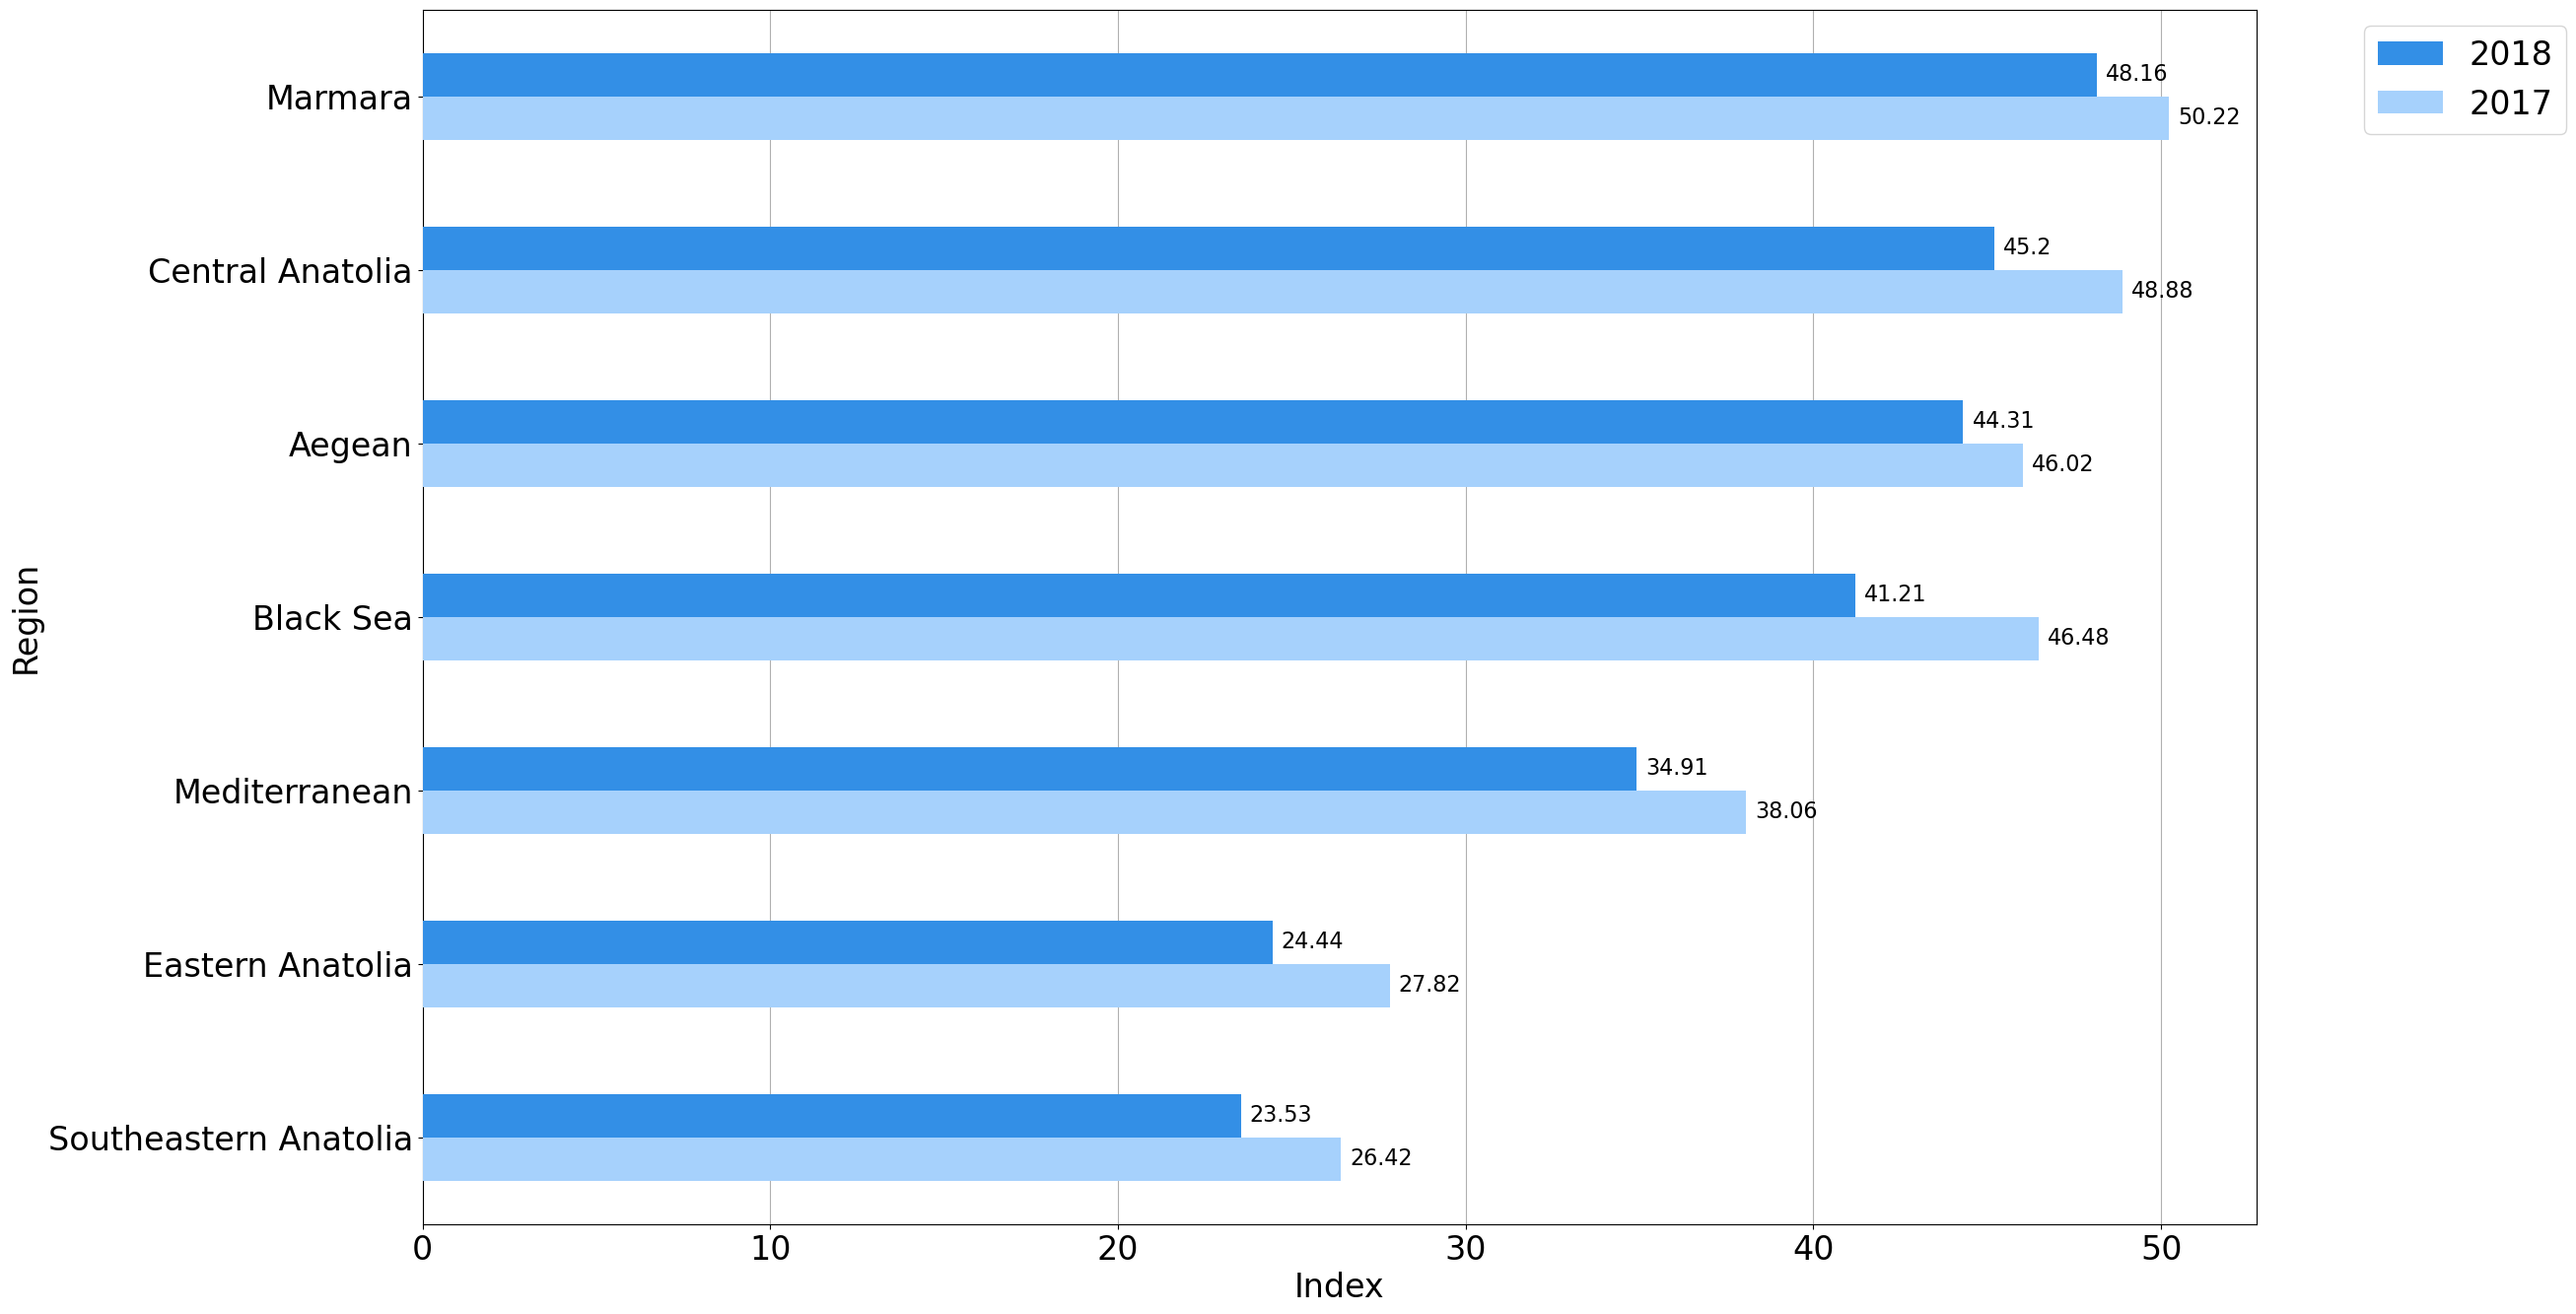 2018
2017
Marmara
48.16
50.22
Central Anatolia
45.2
48.88
Aegean
44.31
46.02
Black Sea
41.21
46.48
Mediterranean
34.91
38.06
Eastern Anatolia
24.44
27.82
Southeastern Anatolia
23.53
26.42
Region
0 10 20 30 40 50
Index